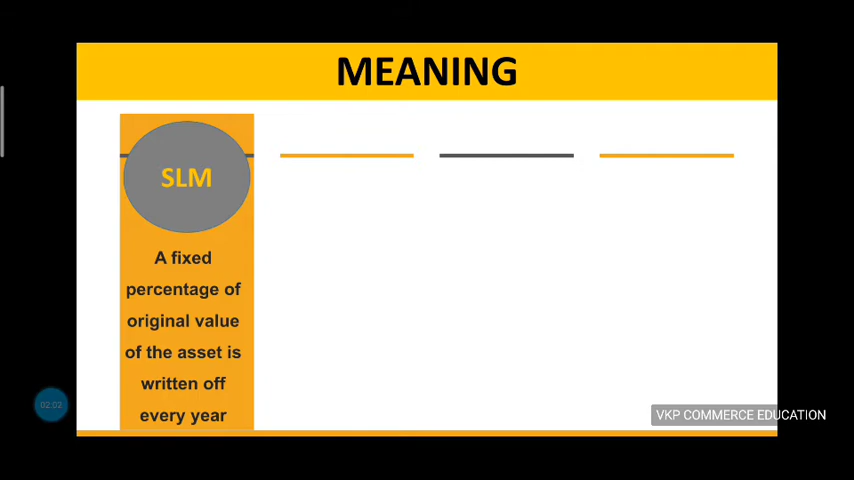 MEANING
SLM
A fixed
percentage of
original value
of the asset is
written off
every year
02:02
VKP COMMERCE EDUCATION